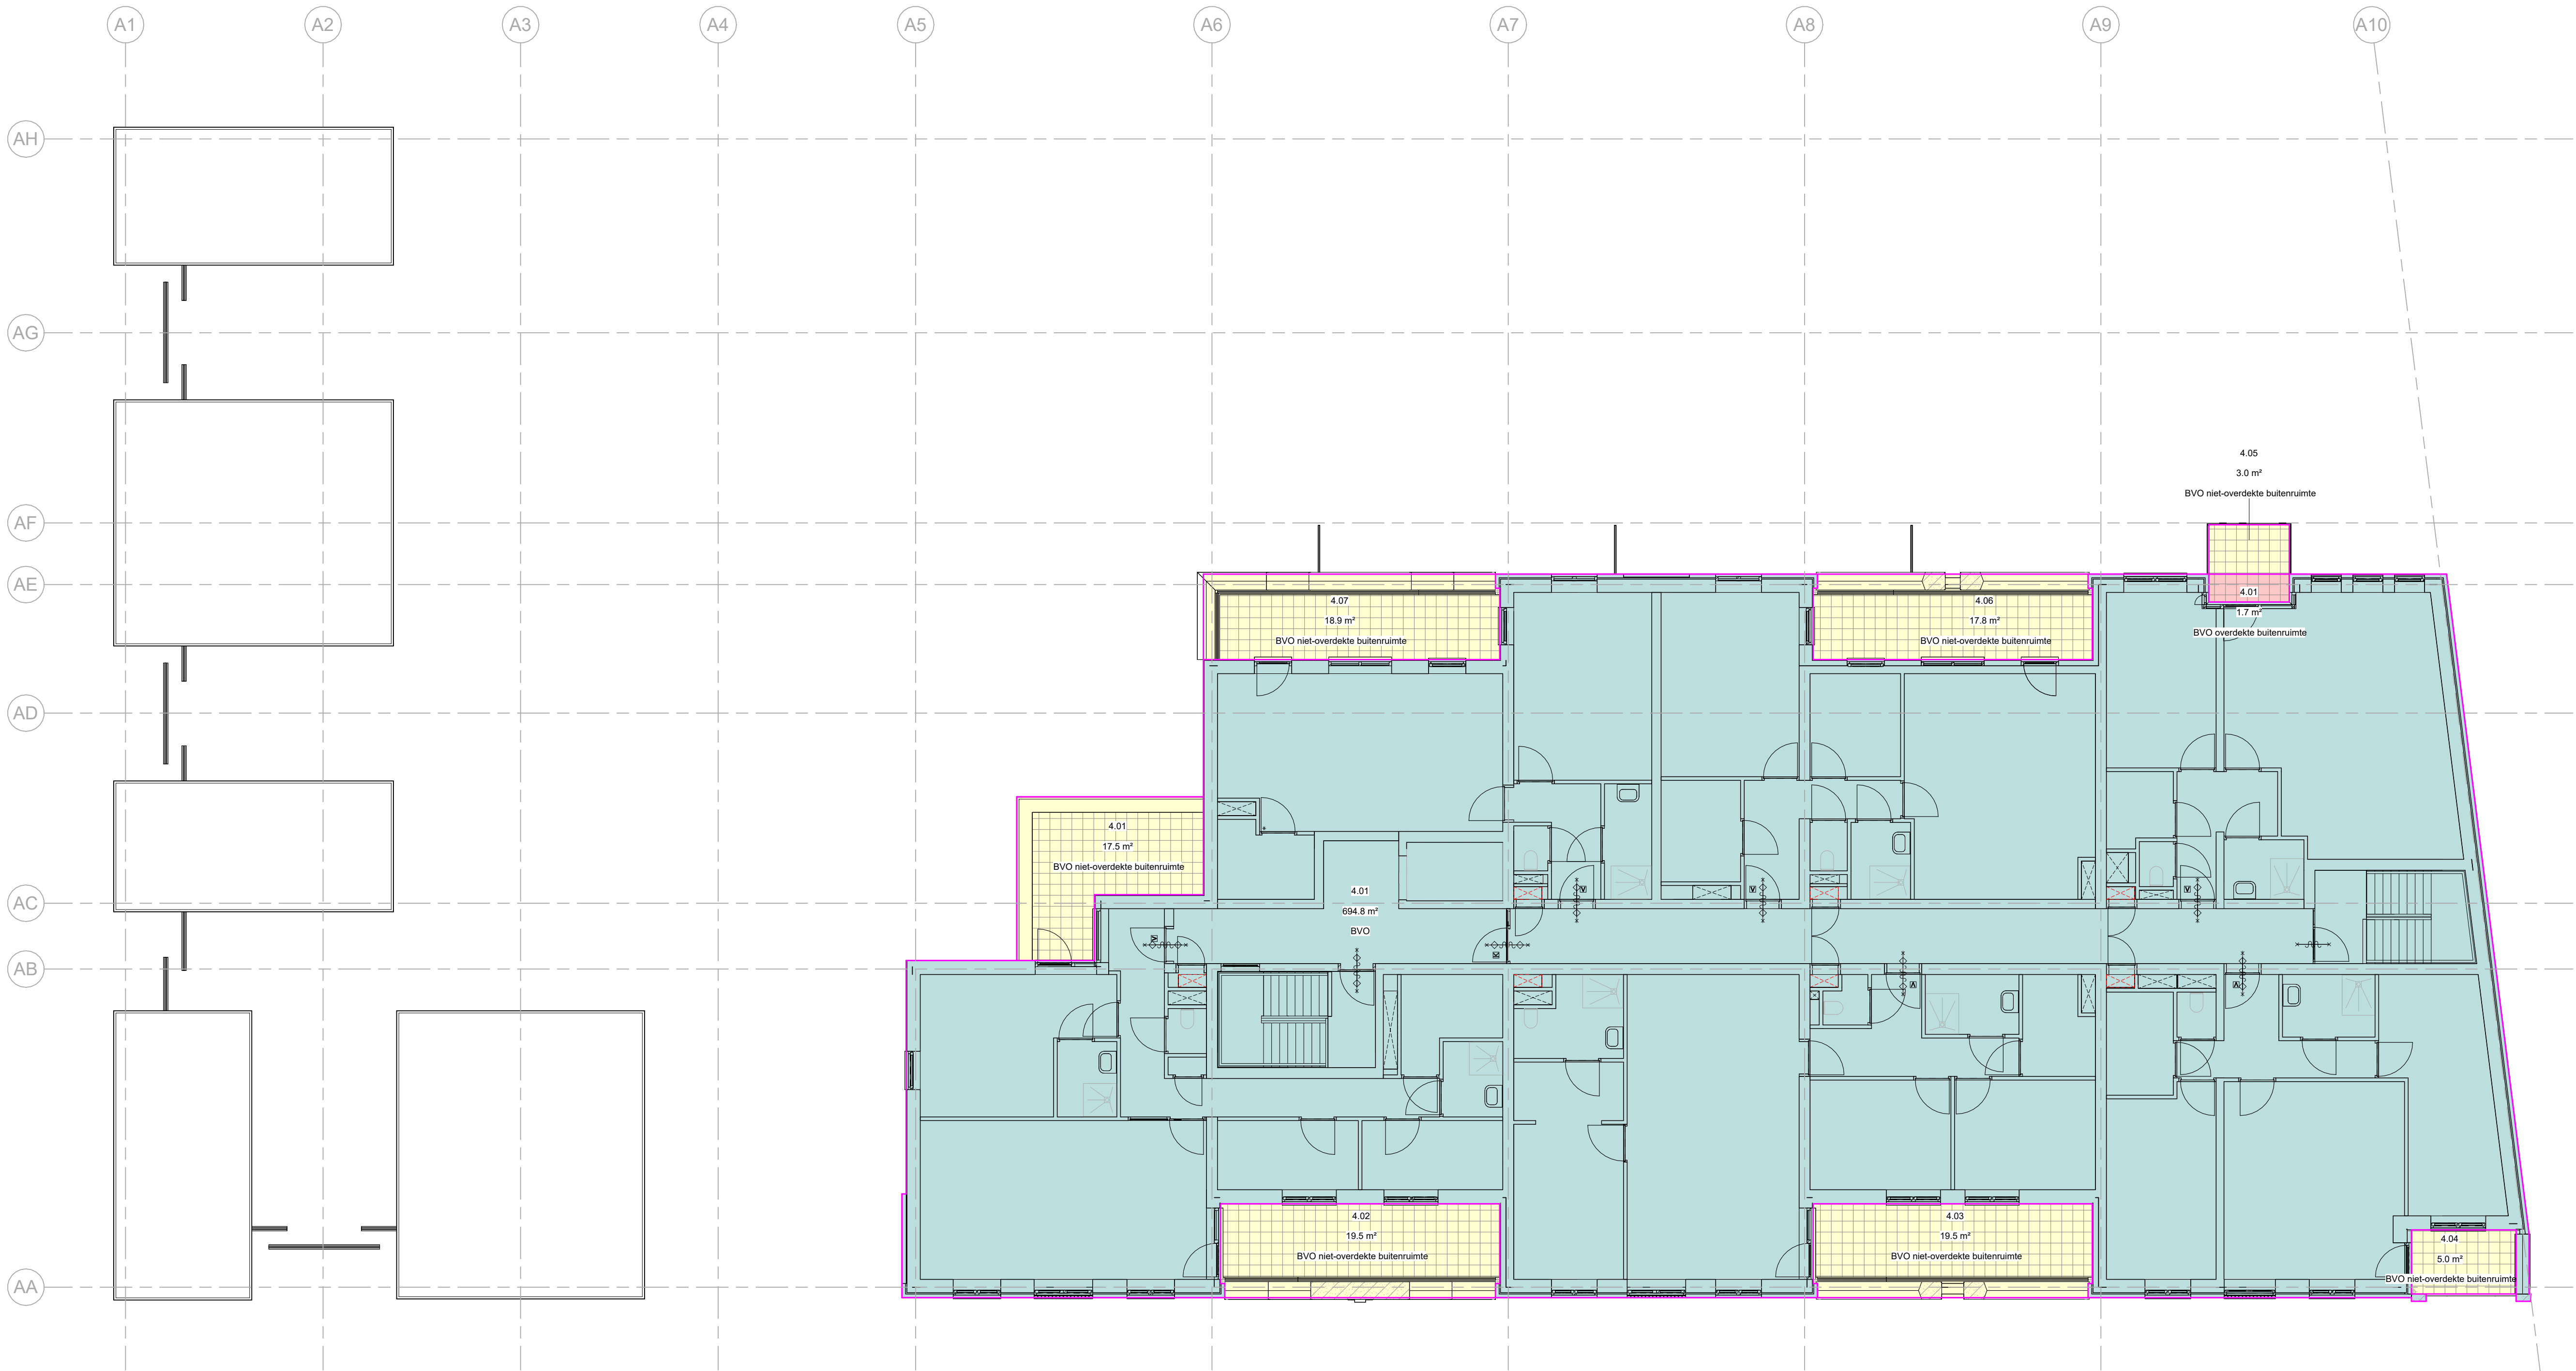 A1
A2
A3
A4
A5
A6
A7
A8
A9
A10
AH
AG
AF
AE
AD
AC
AB
AA
4.05
3.0 m²
BVO niet-overdekte buitenruimte
4.07
18.9 m²
BVO niet-overdekte buitenruimte
4.06
17.8 m²
BVO niet-overdekte buitenruimte
4.01
1.7 m²
BVO overdekte buitenruimte
4.01
17.5 m²
BVO niet-overdekte buitenruimte
4.01
694.8 m²
BVO
4.02
19.5 m²
BVO niet-overdekte buitenruimte
4.03
19.5 m²
BVO niet-overdekte buitenruimte
4.04
5.0 m²
BVO niet-overdekte buitenruimte